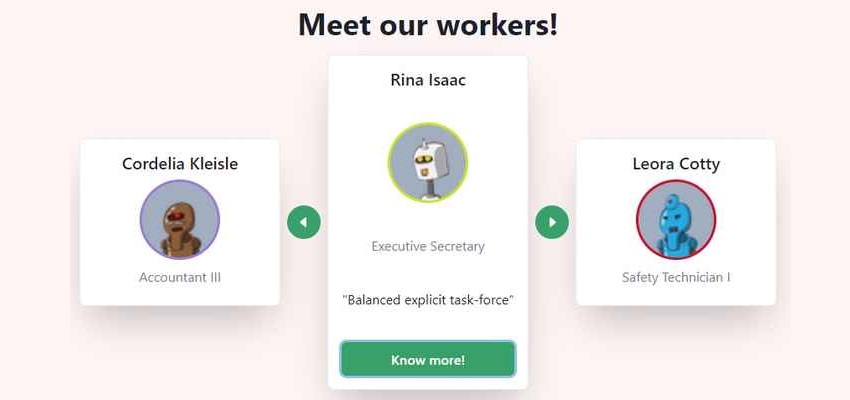 Meet our workers!
Cordelia Kleisle
Accountant III
Rina Isaac
Executive Secretary
"Balanced explicit task-force"
Know more!
Leora Cotty
Safety Technician I